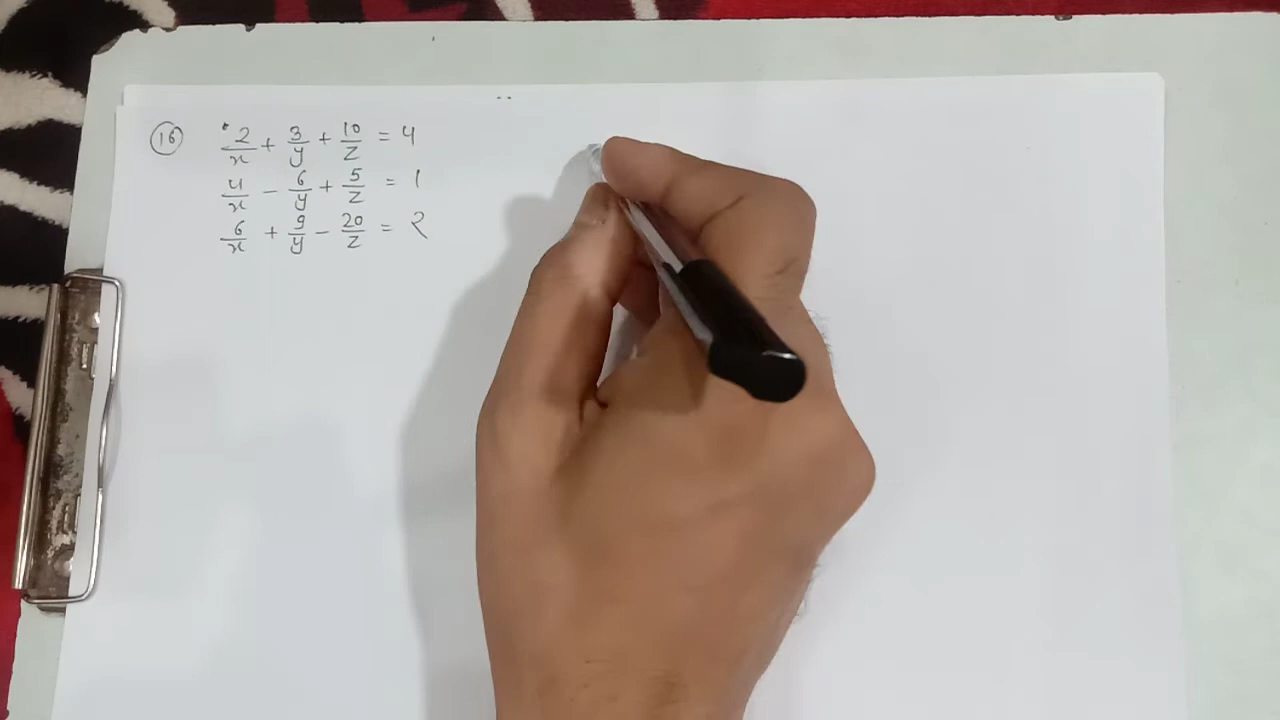 (16) 2/x + 3/y + 10/z = 4
4/x - 6/y + 5/z = 1
6/x + 9/y - 20/z = 2